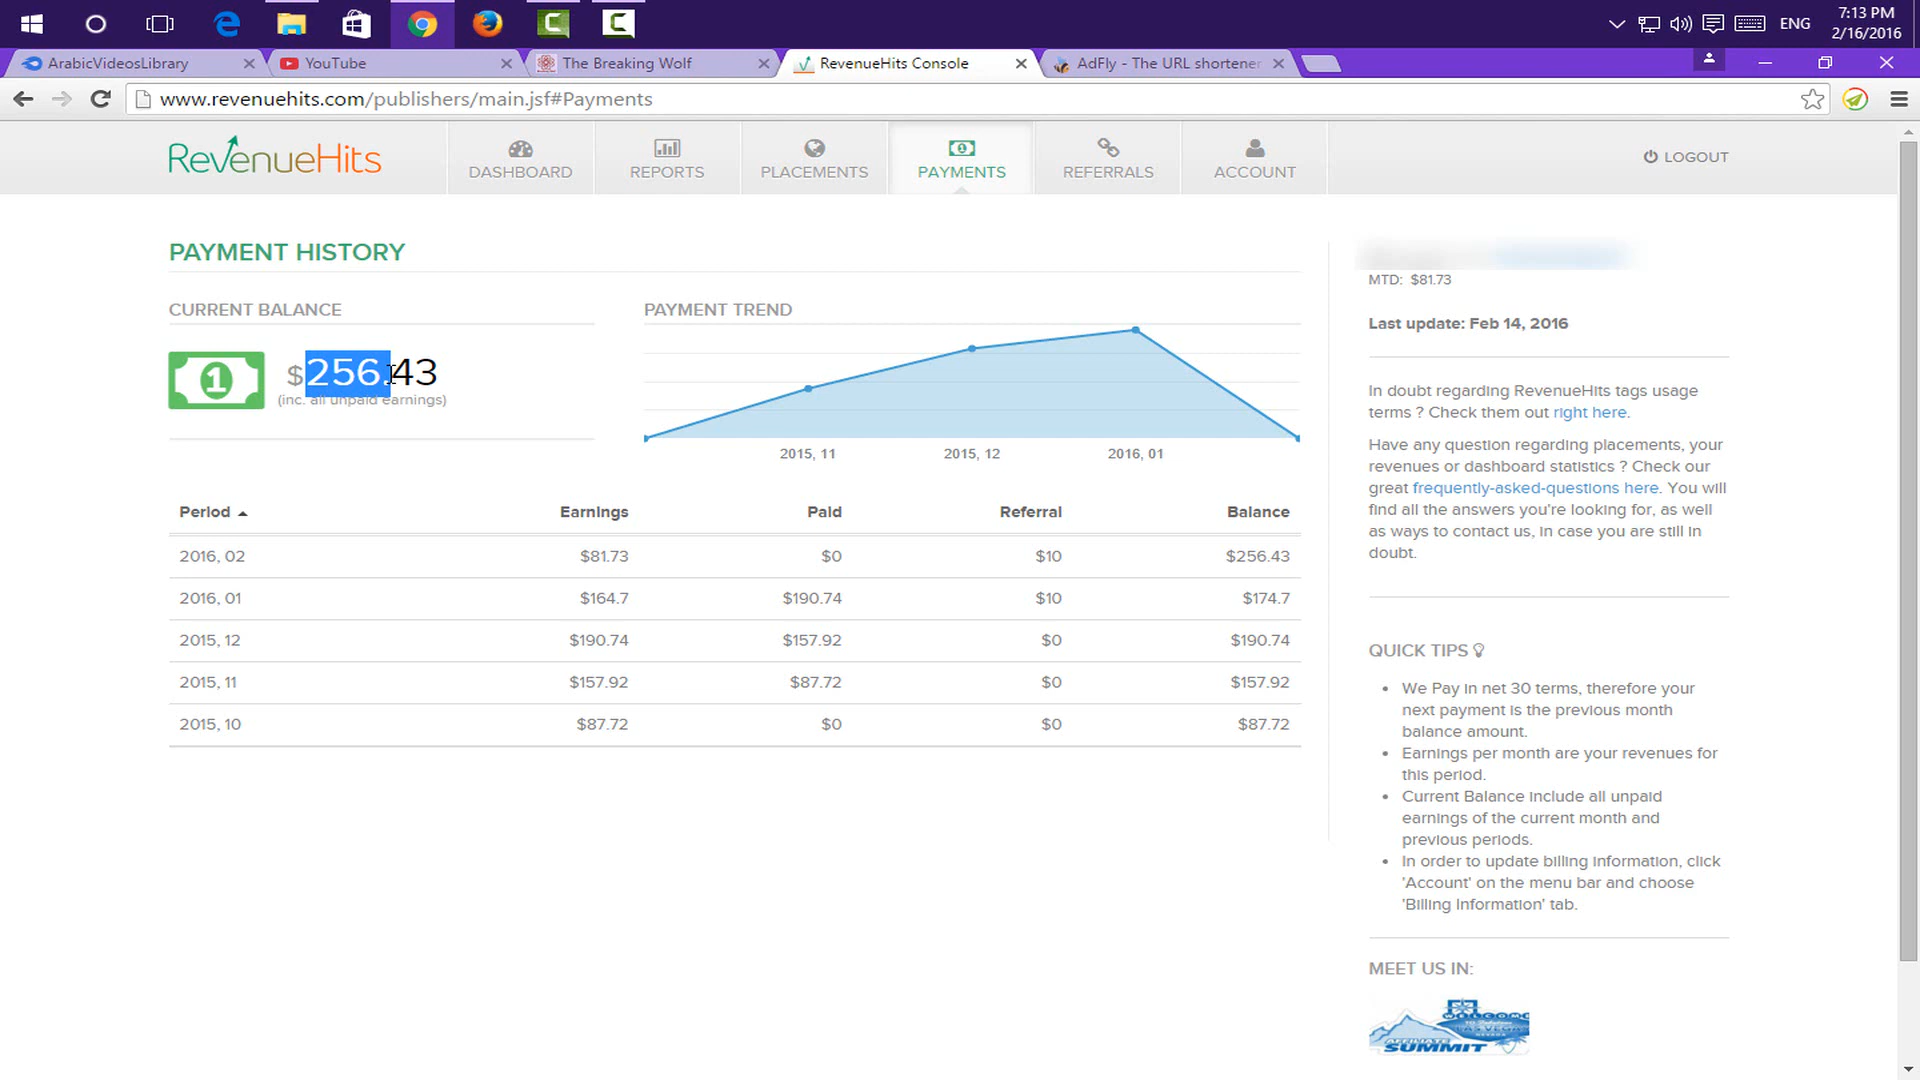 ENG
7:13 PM
2/16/2016
ArabicVideosLibrary
YouTube
The Breaking Wolf
RevenueHits Console
AdFly - The URL shortener
www.revenuehits.com/publishers/main.jsf#Payments
RevenueHits
DASHBOARD
REPORTS
PLACEMENTS
PAYMENTS
REFERRALS
ACCOUNT
LOGOUT
PAYMENT HISTORY
CURRENT BALANCE
$256.43
(inc. all unpaid earnings)
PAYMENT TREND
2015, 11 2015, 12 2016, 01
Period Earnings Paid Referral Balance
2016, 02 $81.73 $0 $10 $256.43
2016, 01 $164.7 $190.74 $10 $174.7
2015, 12 $190.74 $157.92 $0 $190.74
2015, 11 $157.92 $87.72 $0 $157.92
2015, 10 $87.72 $0 $0 $87.72
MTD: $81.73
Last update: Feb 14, 2016
In doubt regarding RevenueHits tags usage
terms ? Check them out right here.
Have any question regarding placements, your
revenues or dashboard statistics ? Check our
great frequently-asked-questions here. You will
find all the answers you're looking for, as well
as ways to contact us, in case you are still in
doubt.
QUICK TIPS
We Pay in net 30 terms, therefore your
next payment is the previous month
balance amount.
Earnings per month are your revenues for
this period.
Current Balance include all unpaid
earnings of the current month and
previous periods.
In order to update billing information, click
'Account' on the menu bar and choose
'Billing Information' tab.
MEET US IN:
WELCOME
AFFILIATE
SUMMIT